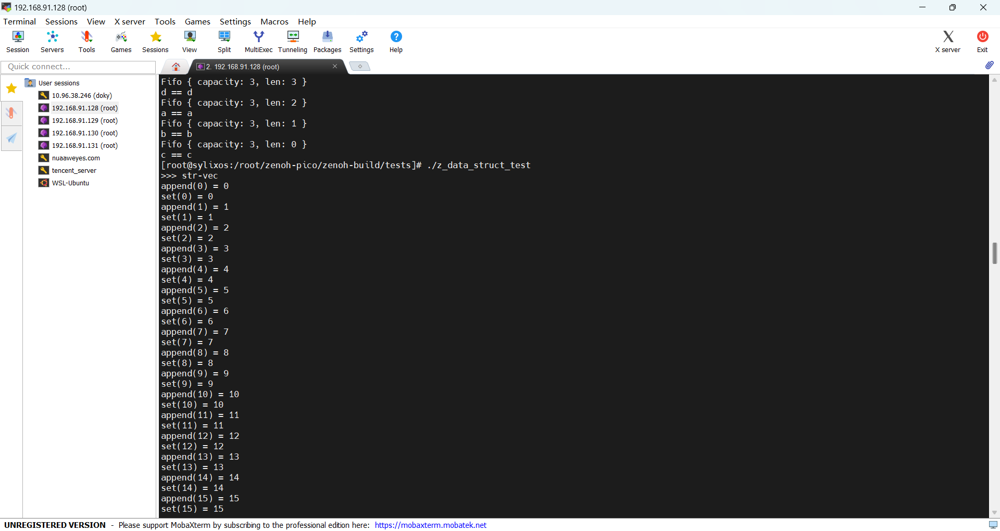 192.168.91.128 (root)
Terminal Sessions View X server Tools Games Settings Macros Help
Session Servers Tools Games Sessions View Split MultiExec Tunneling Packages Settings Help X server Exit
Quick connect...
2. 192.168.91.128 (root)
User sessions
10.96.38.246 (doky)
192.168.91.128 (root)
192.168.91.129 (root)
192.168.91.130 (root)
192.168.91.131 (root)
nuaaweyes.com
tencent_server
WSL-Ubuntu
Fifo { capacity: 3, len: 3 }
d == d
Fifo { capacity: 3, len: 2 }
a == a
Fifo { capacity: 3, len: 1 }
b == b
Fifo { capacity: 3, len: 0 }
c == c
[root@sylixos:/root/zenoh-pico/zenoh-build/tests]# ./z_data_struct_test
>>> str-vec
append(0) = 0
set(0) = 0
append(1) = 1
set(1) = 1
append(2) = 2
set(2) = 2
append(3) = 3
set(3) = 3
append(4) = 4
set(4) = 4
append(5) = 5
set(5) = 5
append(6) = 6
set(6) = 6
append(7) = 7
set(7) = 7
append(8) = 8
set(8) = 8
append(9) = 9
set(9) = 9
append(10) = 10
set(10) = 10
append(11) = 11
set(11) = 11
append(12) = 12
set(12) = 12
append(13) = 13
set(13) = 13
append(14) = 14
set(14) = 14
append(15) = 15
set(15) = 15
UNREGISTERED VERSION - Please support MobaXterm by subscribing to the professional edition here: https://mobaxterm.mobatek.net